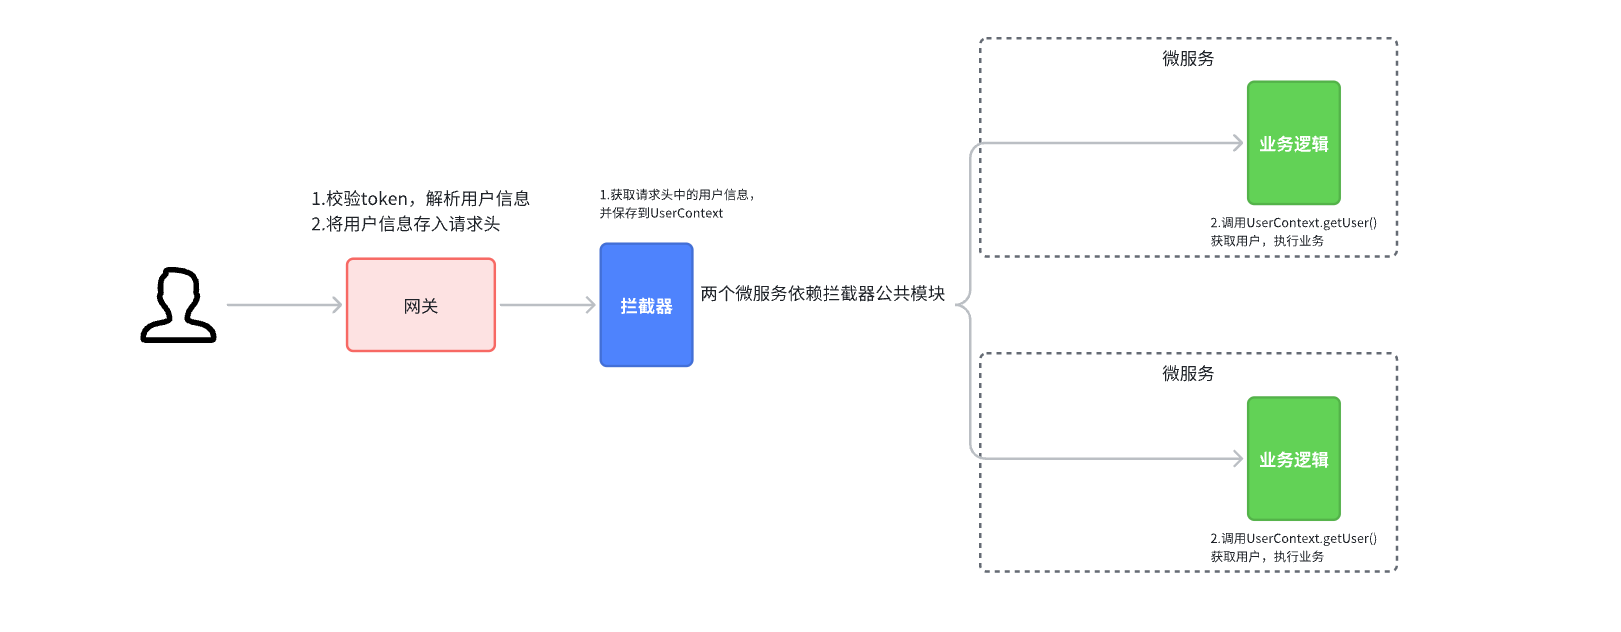 1.校验token，解析用户信息
2.将用户信息存入请求头
网关
1.获取请求头中的用户信息，
并保存到UserContext
拦截器
两个微服务依赖拦截器公共模块
微服务
业务逻辑
2.调用UserContext.getUser()
获取用户，执行业务
微服务
业务逻辑
2.调用UserContext.getUser()
获取用户，执行业务